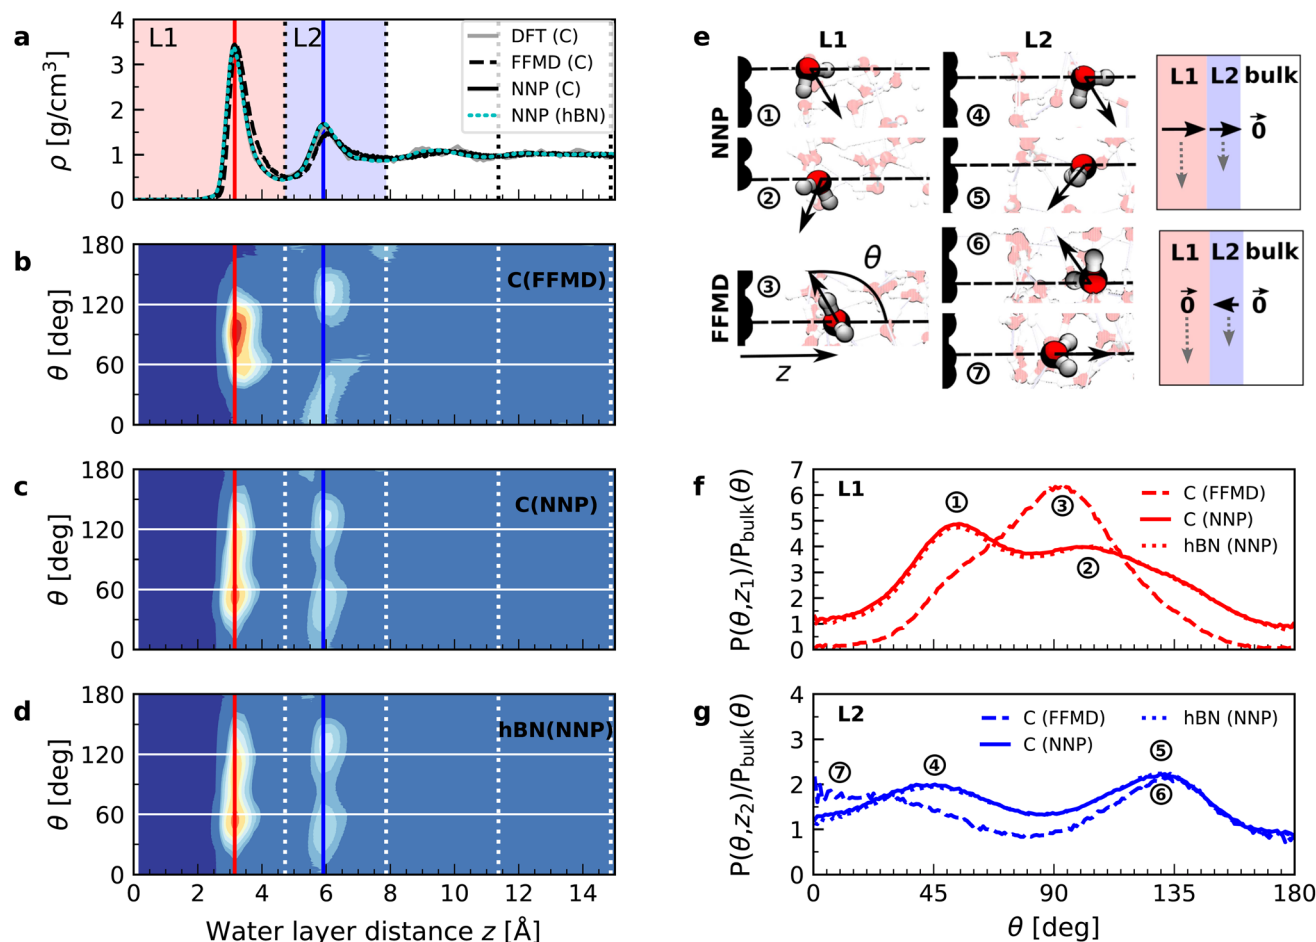 a
4
3
2
1
0
ρ [g/cm³]
L1
L2
DFT (C)
FFMD (C)
NNP (C)
NNP (hBN)
b
180
120
60
0
θ [deg]
C(FFMD)
c
180
120
60
0
θ [deg]
C(NNP)
d
180
120
60
0
θ [deg]
hBN(NNP)
0 2 4 6 8 10 12 14
Water layer distance z [Å]
e
L1 L2
NNP
①
②
④
⑤
L1 L2 bulk
0⃗
FFMD
③
θ
z
⑥
⑦
L1 L2 bulk
0⃗ 0⃗
f
7
6
5
4
3
2
1
0
P(θ,z₁)/P_bulk(θ)
L1
① ③ ②
C (FFMD)
C (NNP)
hBN (NNP)
g
4
3
2
1
0
P(θ,z₂)/P_bulk(θ)
L2
C (FFMD) hBN (NNP)
C (NNP)
⑦ ④ ⑤
⑥
0 45 90 135 180
θ [deg]